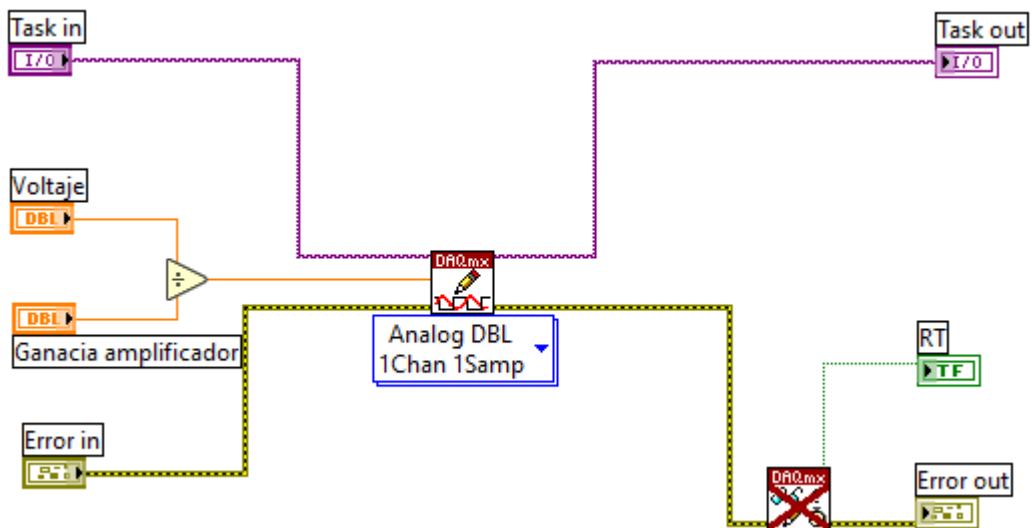 Task in
I/O
Task out
I/O
Voltaje
DBL
÷
DBL
Ganacia amplificador
DAQmx
Analog DBL
1Chan 1Samp
RT
TF
Error in
DAQmx
Error out